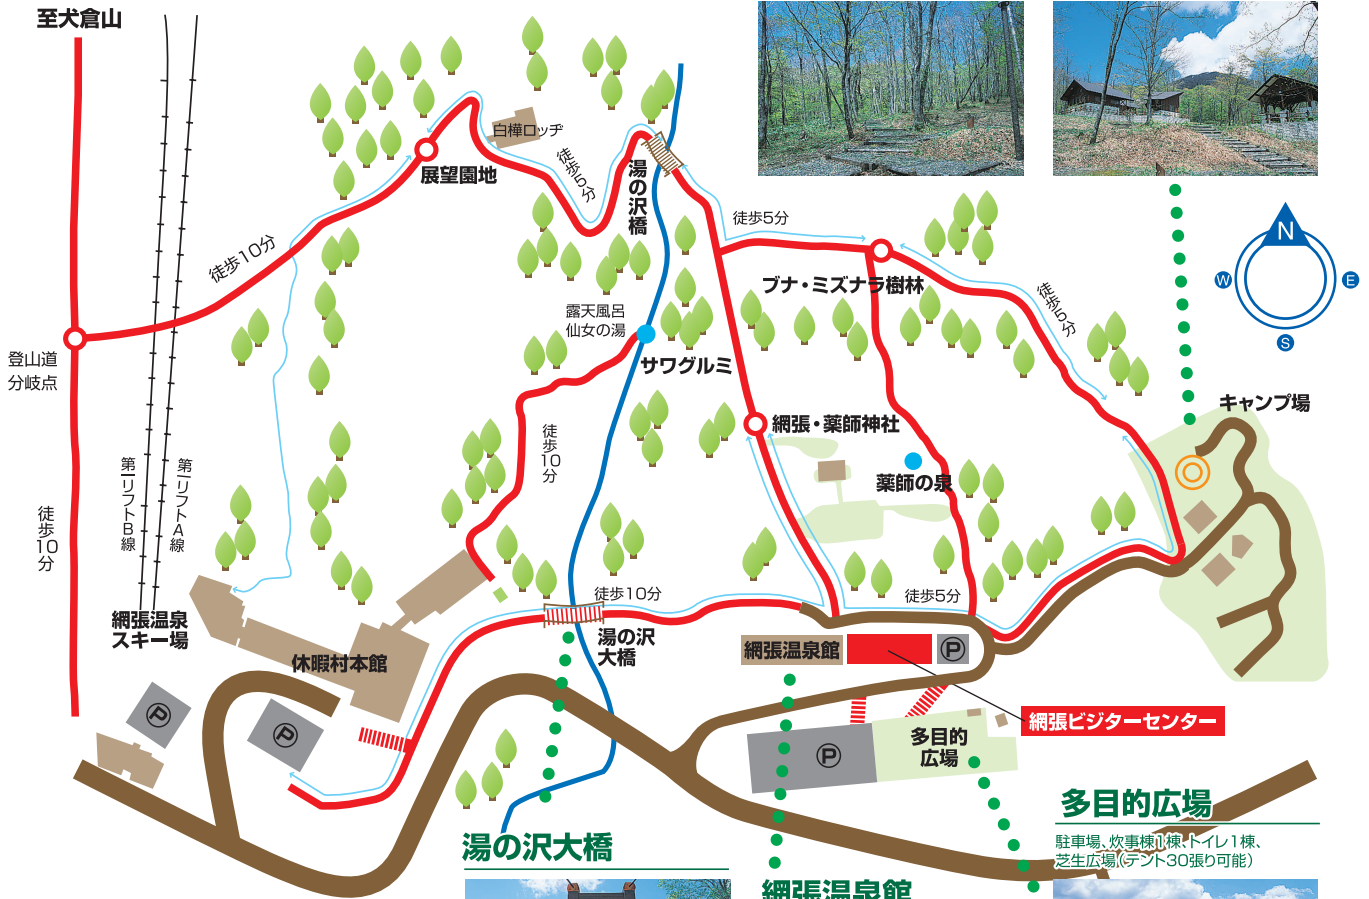 至犬倉山
白樺ロッヂ
展望園地
徒歩5分
湯の沢橋
徒歩5分
N
W
E
S
徒歩10分
ブナ・ミズナラ樹林
徒歩5分
露天風呂
仙女の湯
サワグルミ
登山道
分岐点
キャンプ場
網張・薬師神社
徒歩10分
薬師の泉
第一リフトB線
第一リフトA線
徒歩10分
徒歩10分
徒歩5分
網張温泉
スキー場
湯の沢
大橋
休暇村本館
網張温泉館
P
P
P
網張ビジターセンター
多目的
広場
P
多目的広場
駐車場、炊事棟1棟、トイレ1棟、
芝生広場（テント30張り可能）
湯の沢大橋
網張温泉館